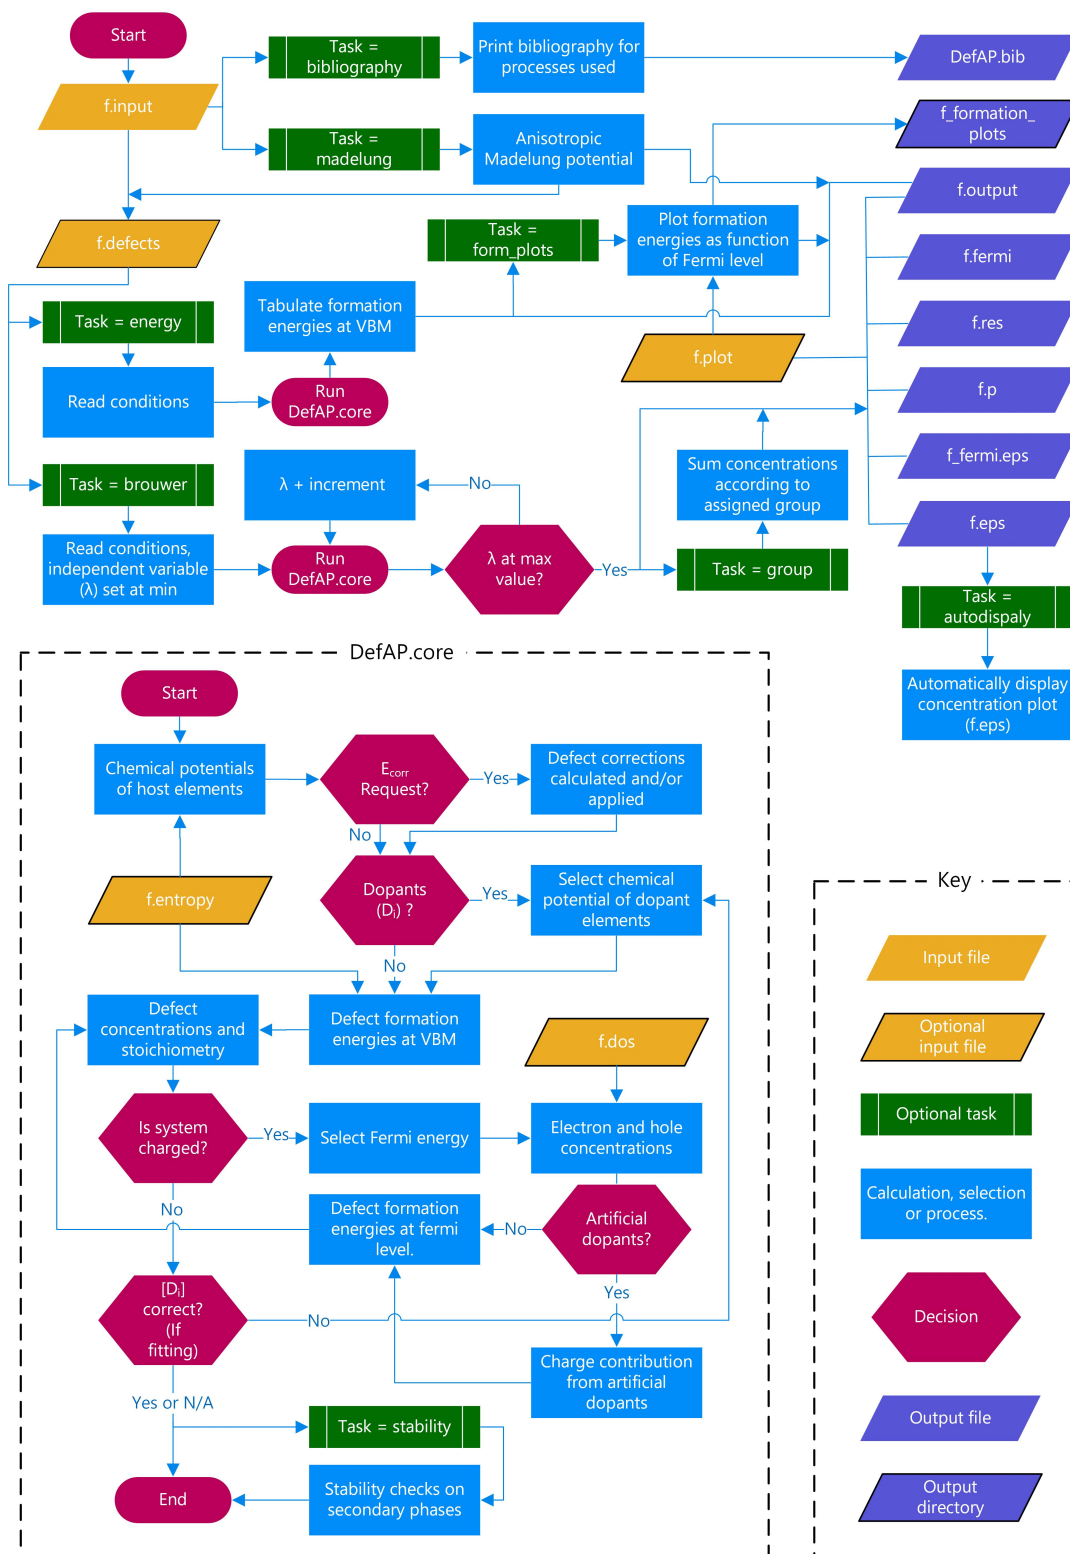 Start
f.input
Task =
bibliography
Print bibliography for
processes used
DefAP.bib
Task =
madelung
Anisotropic
Madelung potential
f_formation_
plots
f.output
f.defects
Task =
form_plots
Plot formation
energies as function
of Fermi level
f.fermi
Task = energy
Tabulate formation
energies at VBM
f.plot
f.res
Read conditions
Run
DefAP.core
f.p
Task = brouwer
λ + increment
No
Sum concentrations
according to
assigned group
f_fermi.eps
f.eps
Read conditions,
independent variable
(λ) set at min
Run
DefAP.core
λ at max
value?
Yes
Task = group
Task =
autodispaly
Automatically display
concentration plot
(f.eps)
DefAP.core
Start
Chemical potentials
of host elements
Ecorr
Request?
Yes
Defect corrections
calculated and/or
applied
No
f.entropy
Dopants
(Di) ?
Yes
Select chemical
potential of dopant
elements
No
Defect
concentrations and
stoichiometry
Defect formation
energies at VBM
f.dos
Is system
charged?
Yes
Select Fermi energy
Electron and hole
concentrations
No
Defect formation
energies at fermi
level.
No
Artificial
dopants?
Yes
[Di]
correct?
(If
fitting)
No
Charge contribution
from artificial
dopants
Yes or N/A
Task = stability
End
Stability checks on
secondary phases
Key
Input file
Optional
input file
Optional task
Calculation, selection
or process.
Decision
Output file
Output
directory